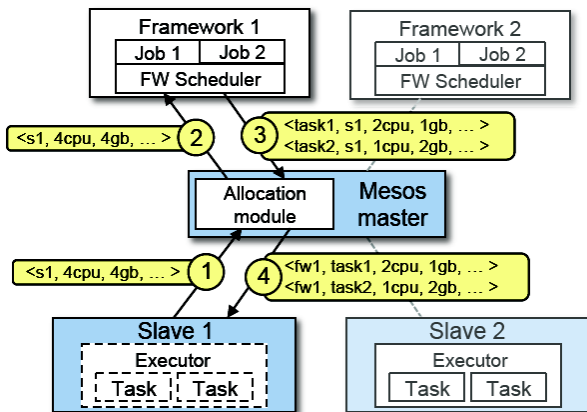 Framework 1
Job 1 Job 2
FW Scheduler
Framework 2
Job 1 Job 2
FW Scheduler
<s1, 4cpu, 4gb, ... >
2
3
<task1, s1, 2cpu, 1gb, ... >
<task2, s1, 1cpu, 2gb, ... >
Allocation
module
Mesos
master
<s1, 4cpu, 4gb, ... >
1
4
<fw1, task1, 2cpu, 1gb, ... >
<fw1, task2, 1cpu, 2gb, ... >
Slave 1
Executor
Task Task
Slave 2
Executor
Task Task